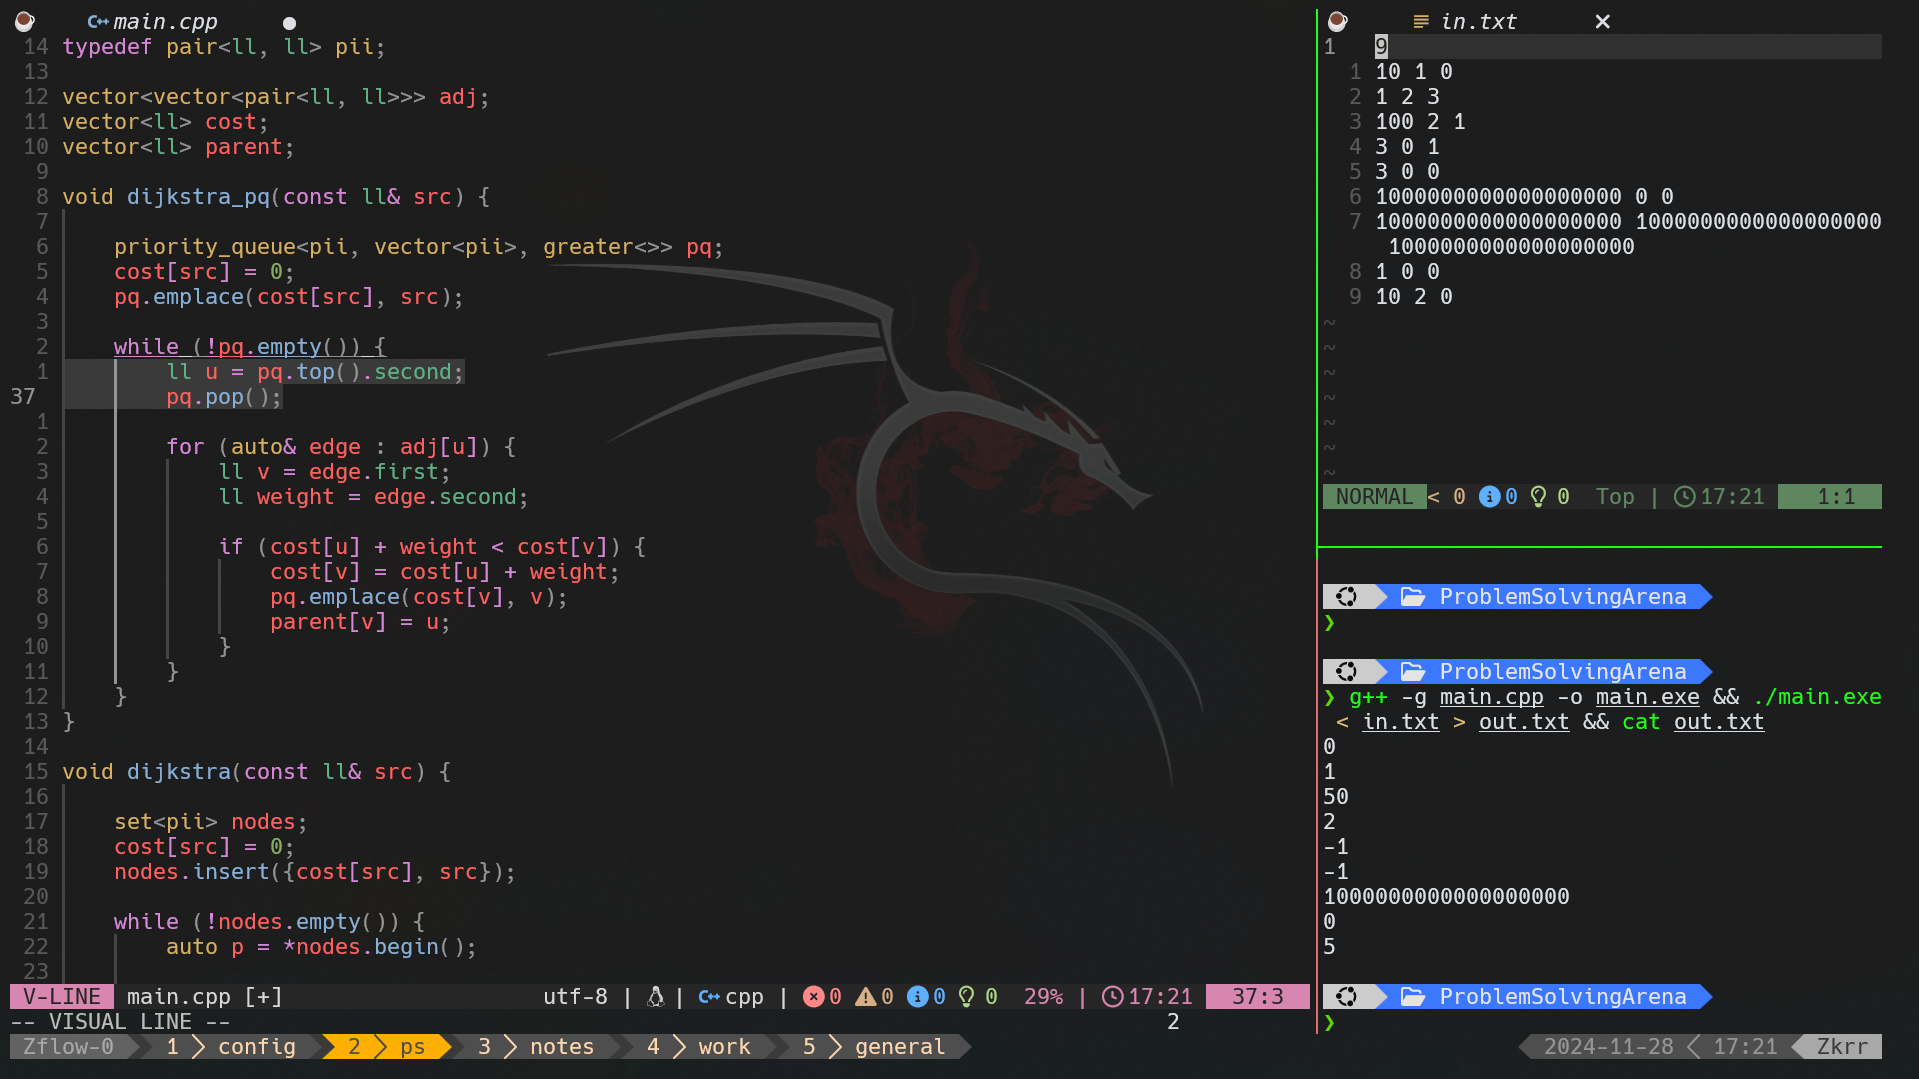 main.cpp ●
14 typedef pair<ll, ll> pii;
13
12 vector<vector<pair<ll, ll>>> adj;
11 vector<ll> cost;
10 vector<ll> parent;
9
8 void dijkstra_pq(const ll& src) {
7
6     priority_queue<pii, vector<pii>, greater<>> pq;
5     cost[src] = 0;
4     pq.emplace(cost[src], src);
3
2     while (!pq.empty()) {
1         ll u = pq.top().second;
37         pq.pop();
1
2         for (auto& edge : adj[u]) {
3             ll v = edge.first;
4             ll weight = edge.second;
5
6             if (cost[u] + weight < cost[v]) {
7                 cost[v] = cost[u] + weight;
8                 pq.emplace(cost[v], v);
9                 parent[v] = u;
10             }
11         }
12     }
13 }
14
15 void dijkstra(const ll& src) {
16
17     set<pii> nodes;
18     cost[src] = 0;
19     nodes.insert({cost[src], src});
20
21     while (!nodes.empty()) {
22         auto p = *nodes.begin();
23
V-LINE main.cpp [+] utf-8 | | C++ cpp | 0 0 0 0 29% | 17:21 37:3
-- VISUAL LINE -- 2
in.txt ✕
1 9
1 10 1 0
2 1 2 3
3 100 2 1
4 3 0 1
5 3 0 0
6 1000000000000000000 0 0
7 1000000000000000000 1000000000000000000
1000000000000000000
8 1 0 0
9 10 2 0
~
~
~
~
~
~
~
NORMAL < 0 0 0 Top | 17:21 1:1
ProblemSolvingArena
❯
ProblemSolvingArena
❯ g++ -g main.cpp -o main.exe && ./main.exe
< in.txt > out.txt && cat out.txt
0
1
50
2
-1
-1
1000000000000000000
0
5
ProblemSolvingArena
❯
Zflow-0 1 config 2 ps 3 notes 4 work 5 general 2024-11-28 17:21 Zkrr